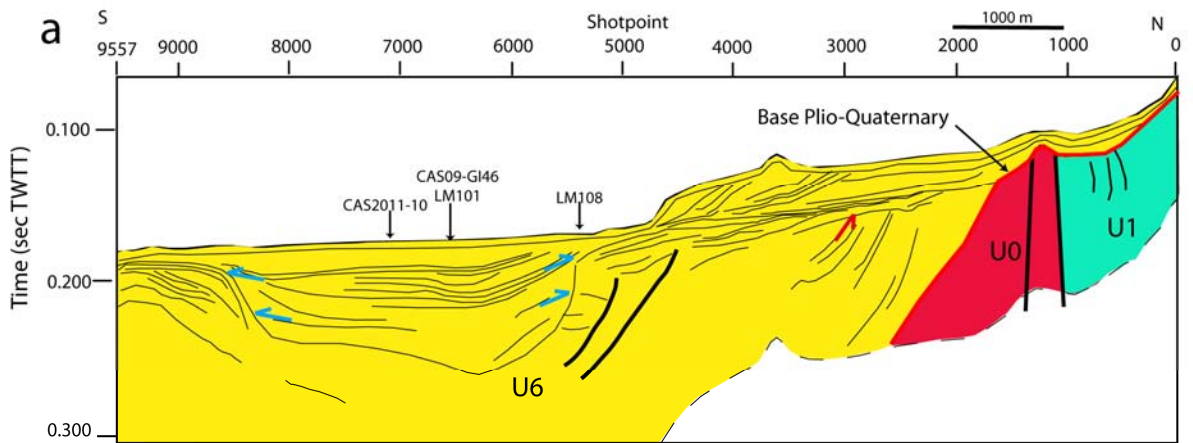 a
S
Shotpoint
1000 m
N
9557 9000 8000 7000 6000 5000 4000 3000 2000 1000 0
Time (sec TWTT)
0.100
0.200
0.300
Base Plio-Quaternary
CAS09-GI46
CAS2011-10 LM101 LM108
U0
U1
U6